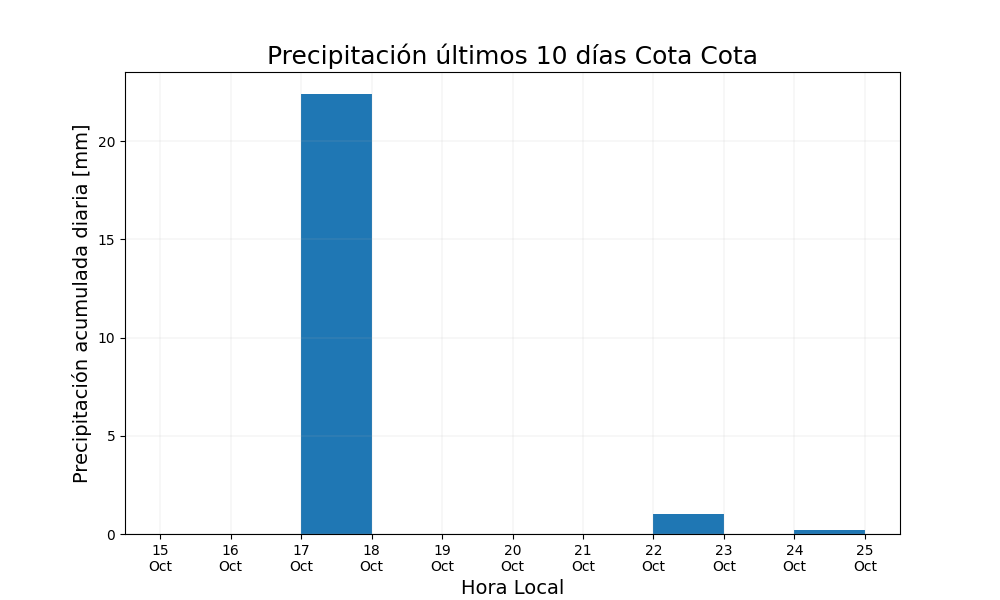 Precipitación últimos 10 días Cota Cota
Precipitación acumulada diaria [mm]
20
15
10
5
0
15 16 17 18 19 20 21 22 23 24 25
Oct Oct Oct Oct Oct Oct Oct Oct Oct Oct Oct
Hora Local